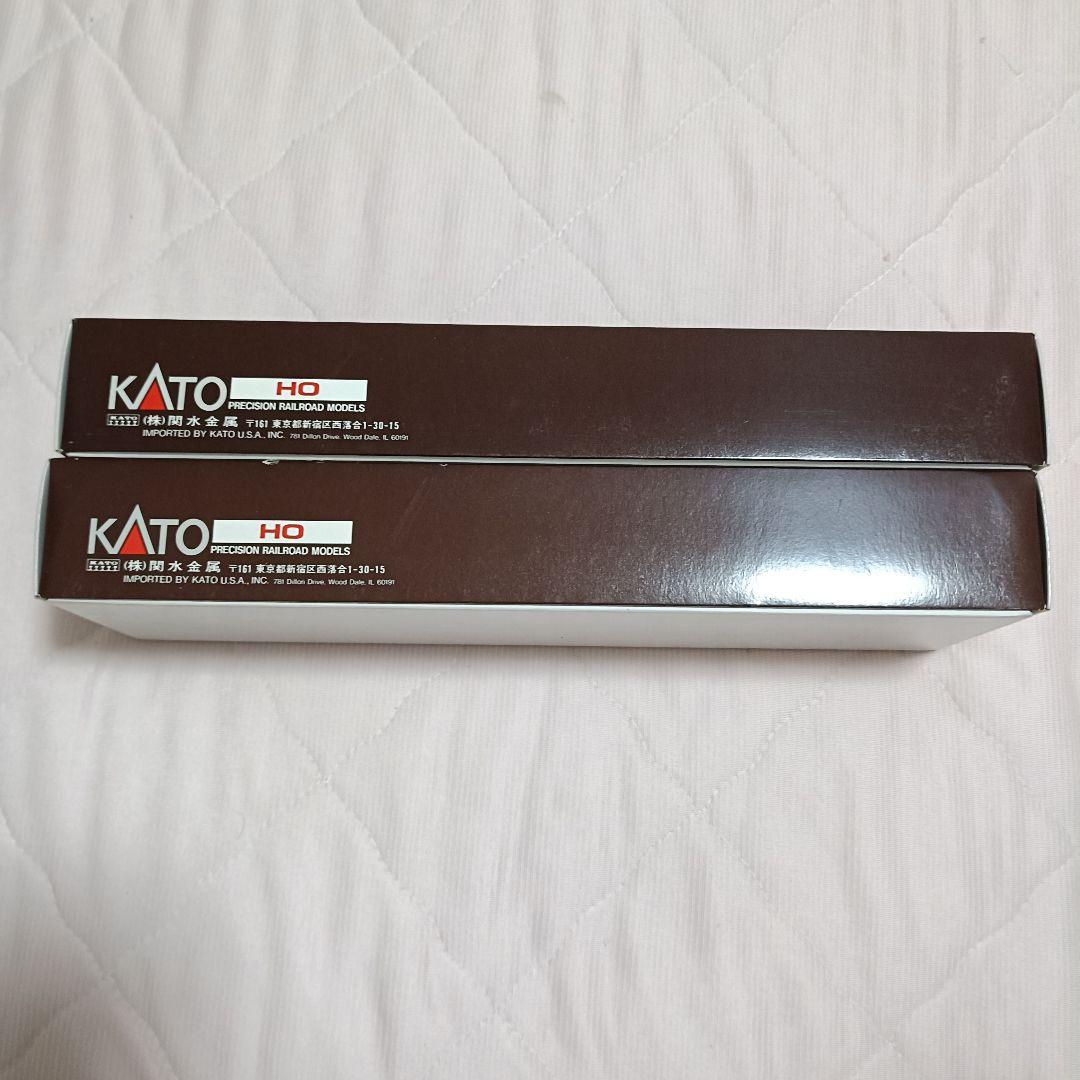 KATO HO
PRECISION RAILROAD MODELS
KATO (株)関水金属 〒161 東京都新宿区西落合1-30-15
IMPORTED BY KATO U.S.A., INC. 781 Dillon Drive, Wood Dale, IL 60191
KATO HO
PRECISION RAILROAD MODELS
KATO (株)関水金属 〒161 東京都新宿区西落合1-30-15
IMPORTED BY KATO U.S.A., INC. 781 Dillon Drive, Wood Dale, IL 60191